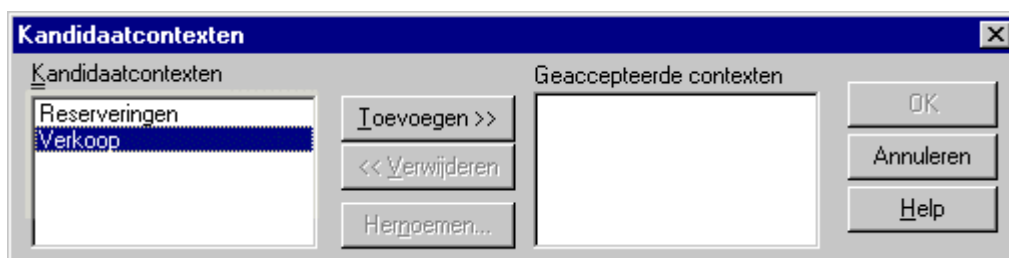 Kandidaatcontexten
Kandidaatcontexten
Reserveringen
Verkoop
Toevoegen >>
<< Verwijderen
Hernoemen...
Geaccepteerde contexten
OK
Annuleren
Help